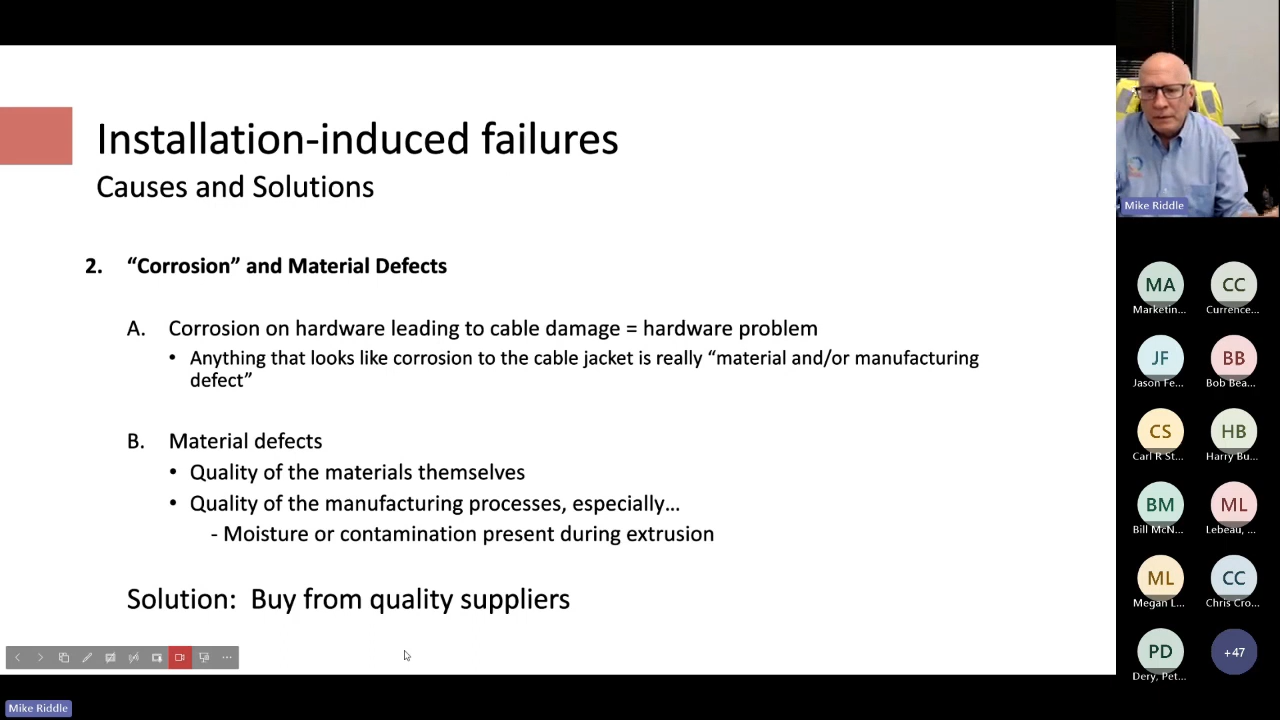 Installation-induced failures
Causes and Solutions
2. “Corrosion” and Material Defects
A. Corrosion on hardware leading to cable damage = hardware problem
• Anything that looks like corrosion to the cable jacket is really “material and/or manufacturing
defect”
B. Material defects
• Quality of the materials themselves
• Quality of the manufacturing processes, especially…
- Moisture or contamination present during extrusion
Solution: Buy from quality suppliers
Mike Riddle
MA CC
Marketin... Currence...
JF BB
Jason Fe... Bob Bea...
CS HB
Carl R St... Harry Bu...
BM ML
Bill McN... Lebeau, ...
ML CC
Megan L... Chris Cro...
PD +47
Dery, Pet...
Mike Riddle